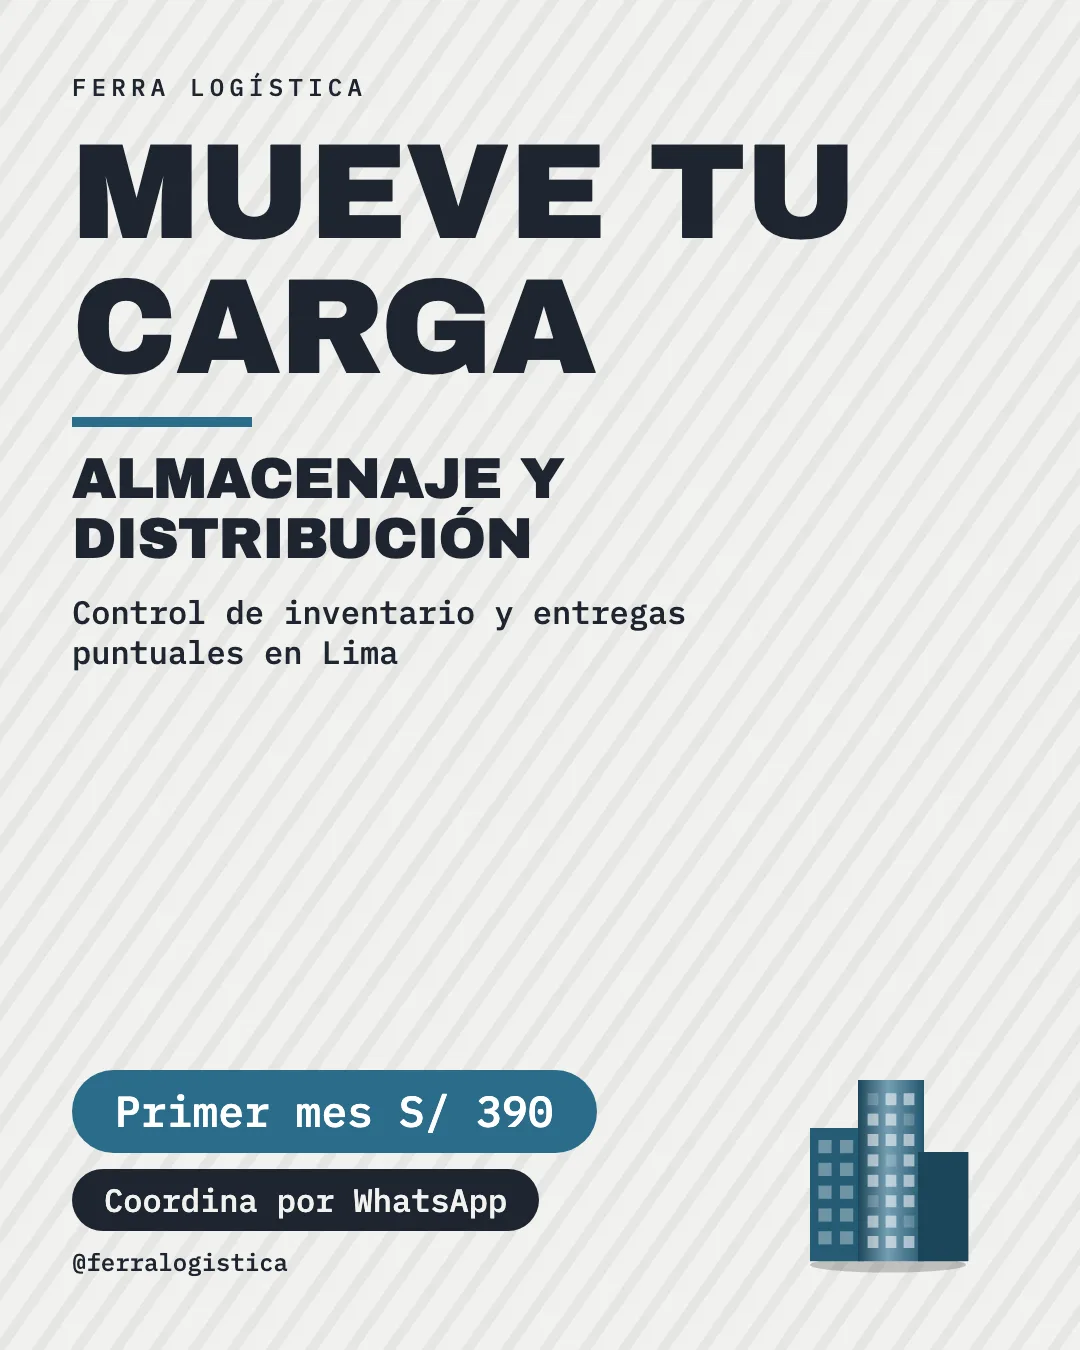 FERRA LOGÍSTICA
MUEVE TU
CARGA
ALMACENAJE Y
DISTRIBUCIÓN
Control de inventario y entregas
puntuales en Lima
Primer mes S/ 390
Coordina por WhatsApp
@ferralogistica